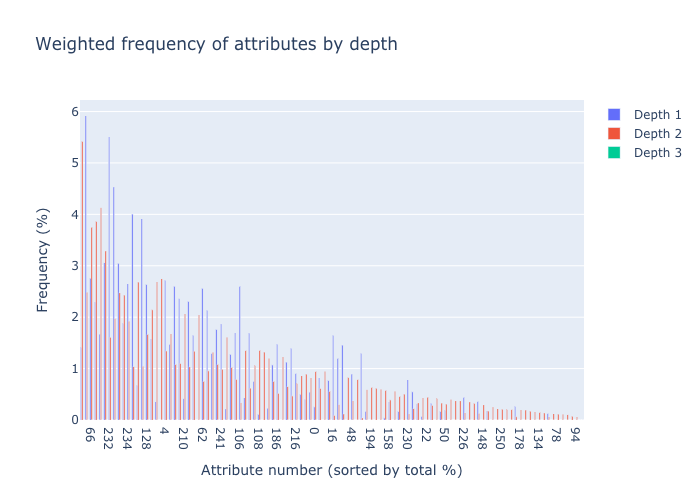 Weighted frequency of attributes by depth
Depth 1
Depth 2
Depth 3
Frequency (%)
6
5
4
3
2
1
0
66 232 234 128 4 210 62 241 106 108 186 216 0 16 48 194 158 230 22 50 226 148 250 178 134 78 94
Attribute number (sorted by total %)